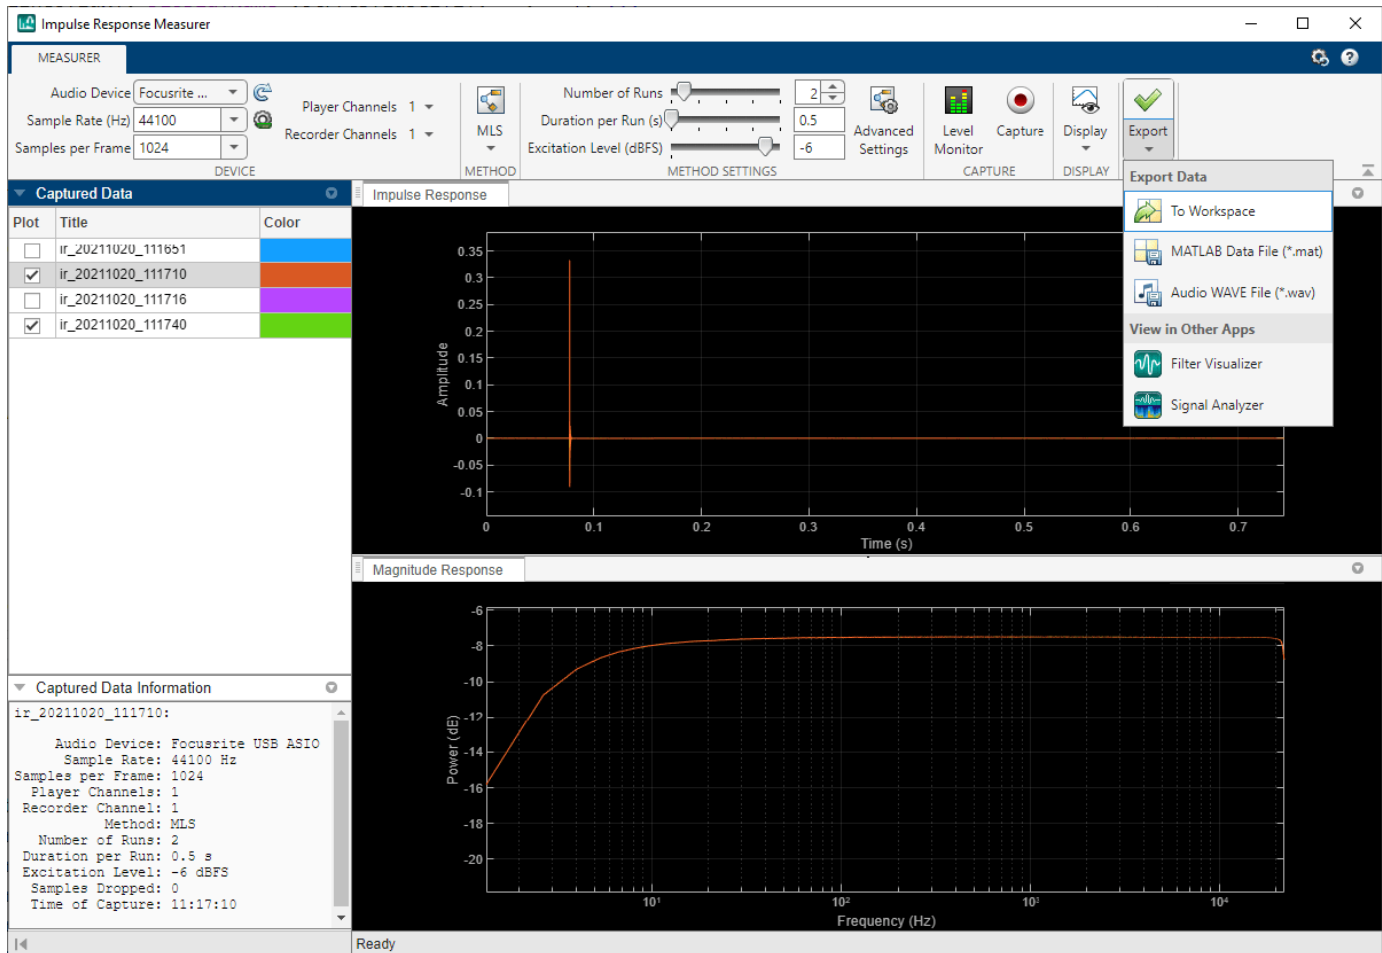 Impulse Response Measurer
MEASURER
Audio Device Focusrite ...
Sample Rate (Hz) 44100
Samples per Frame 1024
Player Channels 1
Recorder Channels 1
DEVICE
MLS
METHOD
Number of Runs 2
Duration per Run (s) 0.5
Excitation Level (dBFS) -6
Advanced Settings
METHOD SETTINGS
Level Monitor
Capture
CAPTURE
Display
DISPLAY
Export
Export Data
To Workspace
MATLAB Data File (*.mat)
Audio WAVE File (*.wav)
View in Other Apps
Filter Visualizer
Signal Analyzer
Captured Data
Plot Title Color
ir_20211020_111651
ir_20211020_111710
ir_20211020_111716
ir_20211020_111740
Captured Data Information
ir_20211020_111710:
Audio Device: Focusrite USB ASIO
Sample Rate: 44100 Hz
Samples per Frame: 1024
Player Channels: 1
Recorder Channel: 1
Method: MLS
Number of Runs: 2
Duration per Run: 0.5 s
Excitation Level: -6 dBFS
Samples Dropped: 0
Time of Capture: 11:17:10
Impulse Response
Amplitude
0.35
0.3
0.25
0.2
0.15
0.1
0.05
0
-0.05
-0.1
0 0.1 0.2 0.3 0.4 0.5 0.6 0.7
Time (s)
Magnitude Response
Power (dB)
-6
-8
-10
-12
-14
-16
-18
-20
10¹ 10² 10³ 10⁴
Frequency (Hz)
Ready